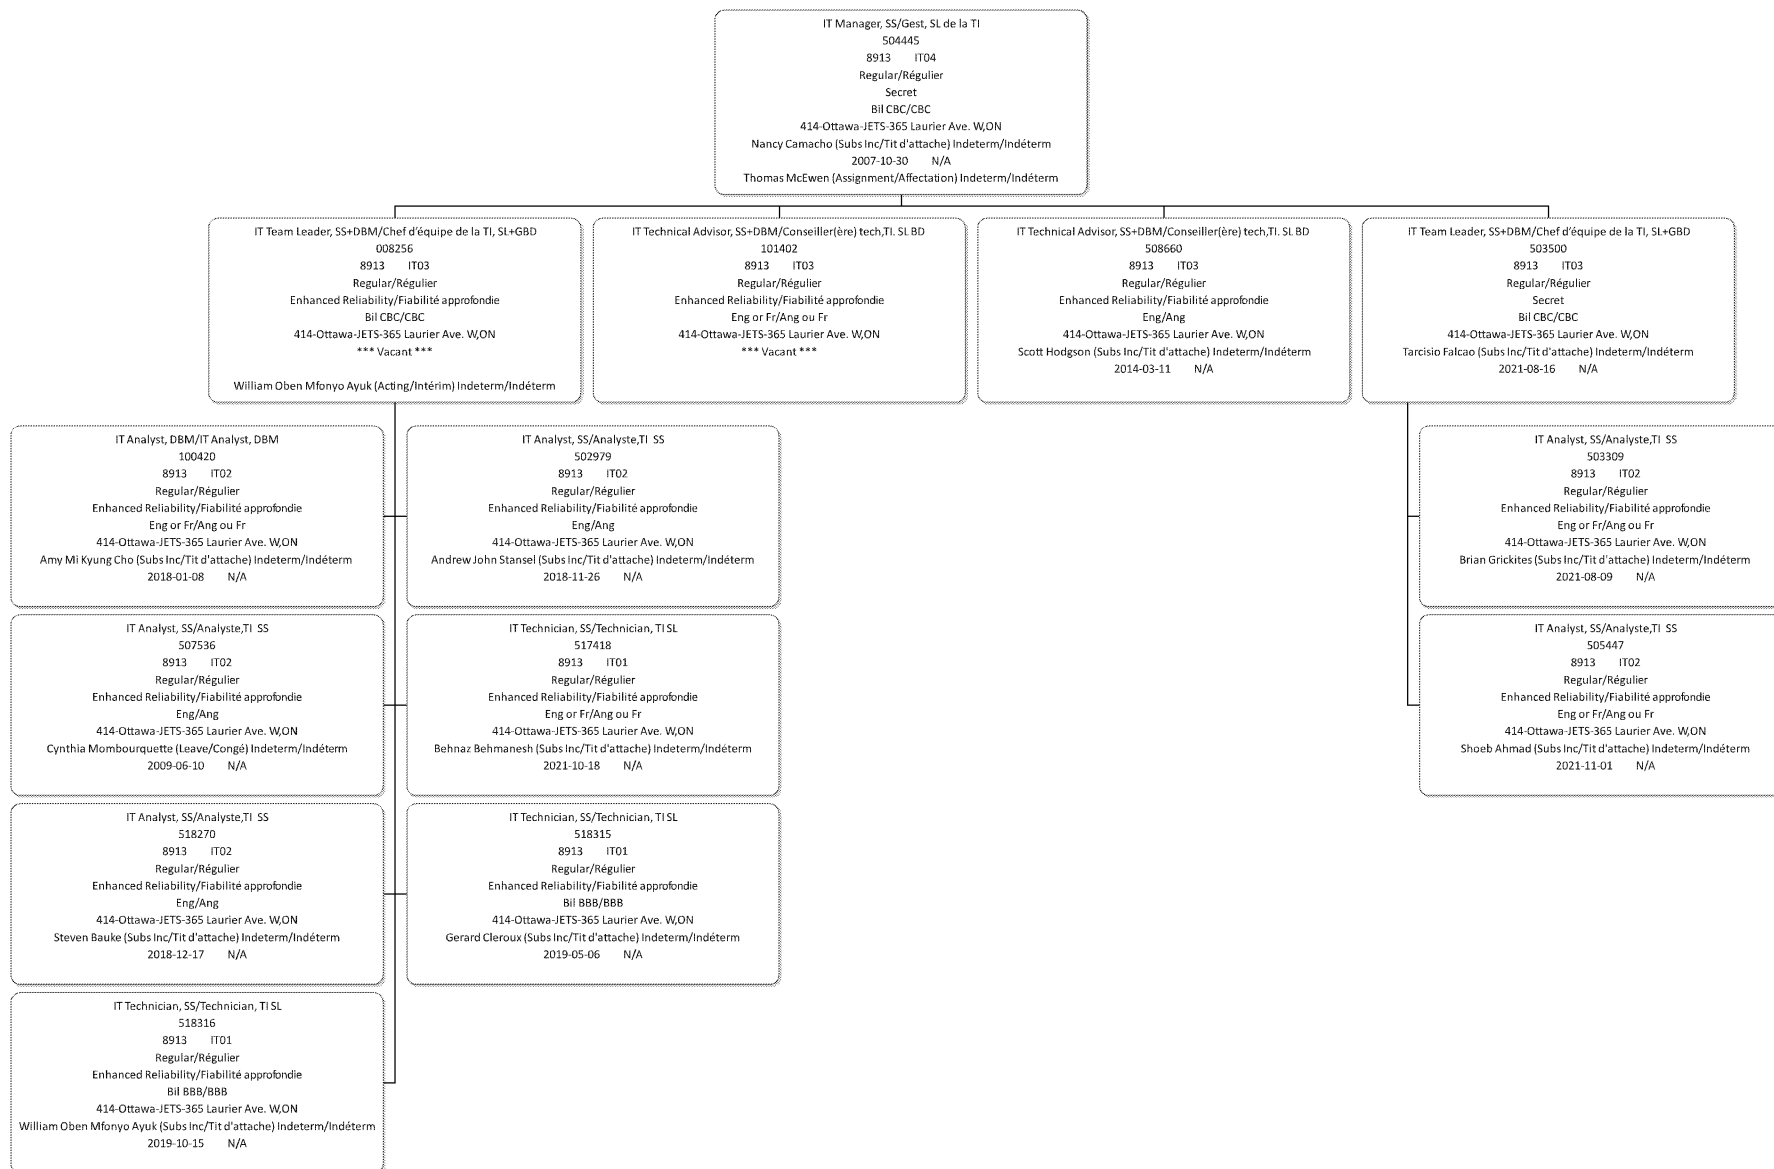 IT Manager, SS/Gest, SL de la TI
504445
8913 IT04
Regular/Régulier
Secret
Bil CBC/CBC
414-Ottawa-JETS-365 Laurier Ave. W,ON
Nancy Camacho (Subs Inc/Tit d'attache) Indeterm/Indéterm
2007-10-30 N/A
Thomas McEwen (Assignment/Affectation) Indeterm/Indéterm
IT Team Leader, SS+DBM/Chef d'équipe de la TI, SL+GBD
008256
8913 IT03
Regular/Régulier
Enhanced Reliability/Fiabilité approfondie
Bil CBC/CBC
414-Ottawa-JETS-365 Laurier Ave. W,ON
*** Vacant ***
William Oben Mfonyo Ayuk (Acting/Intérim) Indeterm/Indéterm
IT Technical Advisor, SS+DBM/Conseiller(ère) tech,TI. SL BD
101402
8913 IT03
Regular/Régulier
Enhanced Reliability/Fiabilité approfondie
Eng or Fr/Ang ou Fr
414-Ottawa-JETS-365 Laurier Ave. W,ON
*** Vacant ***
IT Technical Advisor, SS+DBM/Conseiller(ère) tech,TI. SL BD
508660
8913 IT03
Regular/Régulier
Enhanced Reliability/Fiabilité approfondie
Eng/Ang
414-Ottawa-JETS-365 Laurier Ave. W,ON
Scott Hodgson (Subs Inc/Tit d'attache) Indeterm/Indéterm
2014-03-11 N/A
IT Team Leader, SS+DBM/Chef d'équipe de la TI, SL+GBD
503500
8913 IT03
Regular/Régulier
Secret
Bil CBC/CBC
414-Ottawa-JETS-365 Laurier Ave. W,ON
Tarcisio Falcao (Subs Inc/Tit d'attache) Indeterm/Indéterm
2021-08-16 N/A
IT Analyst, DBM/IT Analyst, DBM
100420
8913 IT02
Regular/Régulier
Enhanced Reliability/Fiabilité approfondie
Eng or Fr/Ang ou Fr
414-Ottawa-JETS-365 Laurier Ave. W,ON
Amy Mi Kyung Cho (Subs Inc/Tit d'attache) Indeterm/Indéterm
2018-01-08 N/A
IT Analyst, SS/Analyste,TI SS
502979
8913 IT02
Regular/Régulier
Enhanced Reliability/Fiabilité approfondie
Eng/Ang
414-Ottawa-JETS-365 Laurier Ave. W,ON
Andrew John Stansel (Subs Inc/Tit d'attache) Indeterm/Indéterm
2018-11-26 N/A
IT Analyst, SS/Analyste,TI SS
503309
8913 IT02
Regular/Régulier
Enhanced Reliability/Fiabilité approfondie
Eng or Fr/Ang ou Fr
414-Ottawa-JETS-365 Laurier Ave. W,ON
Brian Grickites (Subs Inc/Tit d'attache) Indeterm/Indéterm
2021-08-09 N/A
IT Analyst, SS/Analyste,TI SS
507536
8913 IT02
Regular/Régulier
Enhanced Reliability/Fiabilité approfondie
Eng/Ang
414-Ottawa-JETS-365 Laurier Ave. W,ON
Cynthia Mombourquette (Leave/Congé) Indeterm/Indéterm
2009-06-10 N/A
IT Technician, SS/Technician, TI SL
517418
8913 IT01
Regular/Régulier
Enhanced Reliability/Fiabilité approfondie
Eng or Fr/Ang ou Fr
414-Ottawa-JETS-365 Laurier Ave. W,ON
Behnaz Behmanesh (Subs Inc/Tit d'attache) Indeterm/Indéterm
2021-10-18 N/A
IT Analyst, SS/Analyste,TI SS
505447
8913 IT02
Regular/Régulier
Enhanced Reliability/Fiabilité approfondie
Eng or Fr/Ang ou Fr
414-Ottawa-JETS-365 Laurier Ave. W,ON
Shoeb Ahmad (Subs Inc/Tit d'attache) Indeterm/Indéterm
2021-11-01 N/A
IT Analyst, SS/Analyste,TI SS
518270
8913 IT02
Regular/Régulier
Enhanced Reliability/Fiabilité approfondie
Eng/Ang
414-Ottawa-JETS-365 Laurier Ave. W,ON
Steven Bauke (Subs Inc/Tit d'attache) Indeterm/Indéterm
2018-12-17 N/A
IT Technician, SS/Technician, TI SL
518315
8913 IT01
Regular/Régulier
Enhanced Reliability/Fiabilité approfondie
Bil BBB/BBB
414-Ottawa-JETS-365 Laurier Ave. W,ON
Gerard Cleroux (Subs Inc/Tit d'attache) Indeterm/Indéterm
2019-05-06 N/A
IT Technician, SS/Technician, TI SL
518316
8913 IT01
Regular/Régulier
Enhanced Reliability/Fiabilité approfondie
Bil BBB/BBB
414-Ottawa-JETS-365 Laurier Ave. W,ON
William Oben Mfonyo Ayuk (Subs Inc/Tit d'attache) Indeterm/Indéterm
2019-10-15 N/A